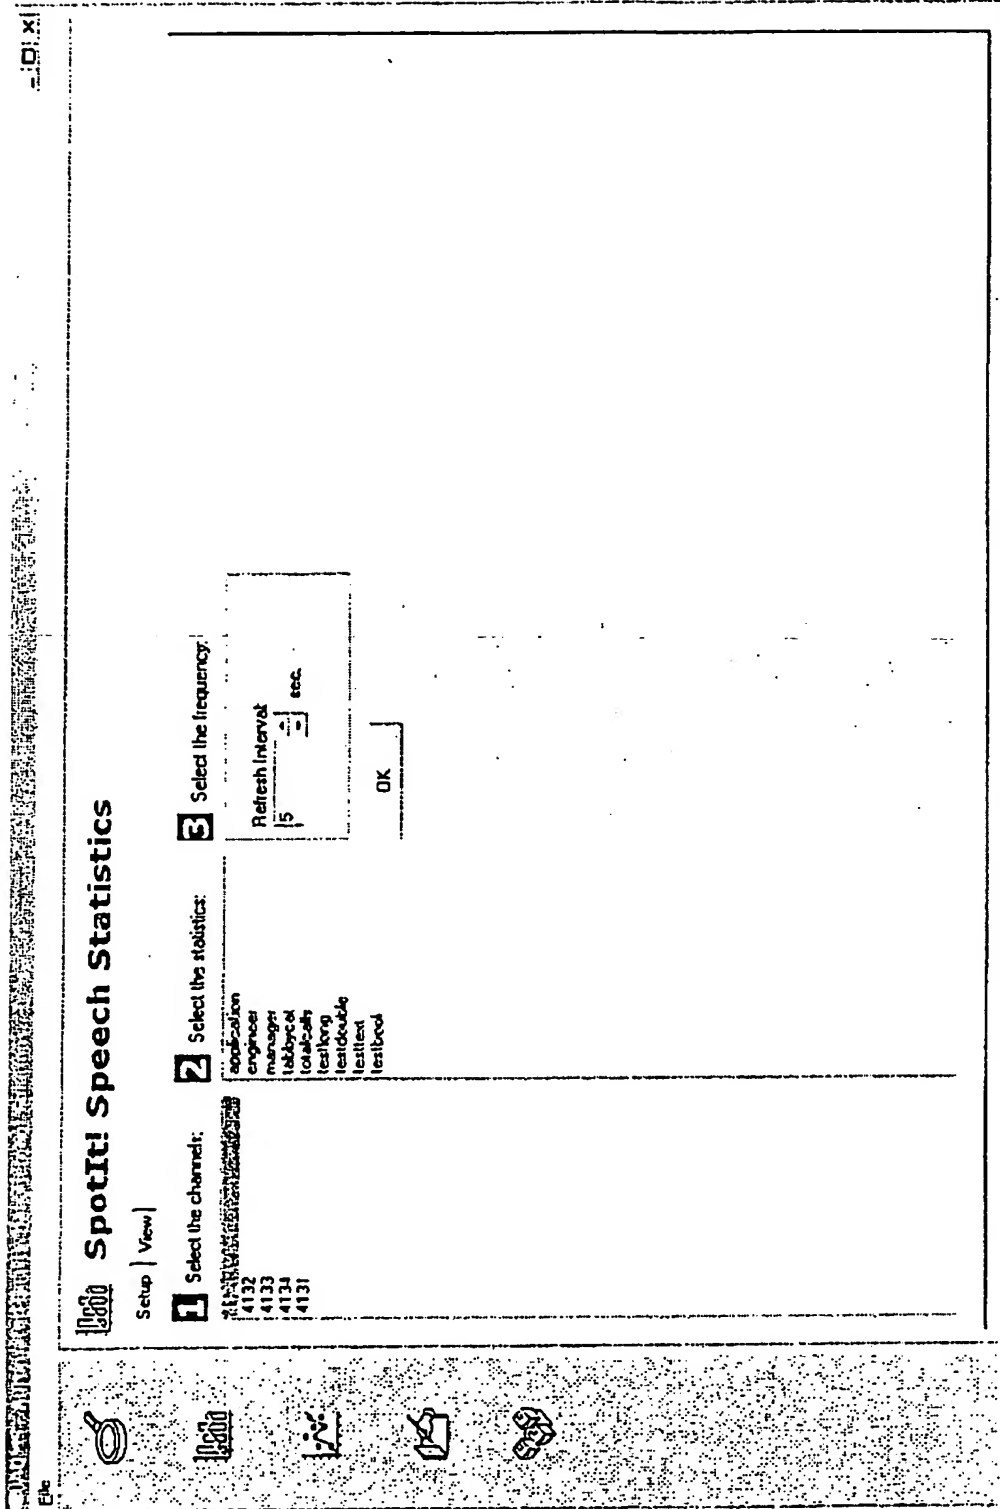 File
SpotIt! Speech Statistics
Setup | View
1 Select the channels:
4132
4133
4134
4131
2 Select the statistics:
application
engineer
manager
tabbycat
totalcalls
testlong
testdouble
testtext
testbool
3 Select the frequency:
Refresh Interval:
5 sec.
OK